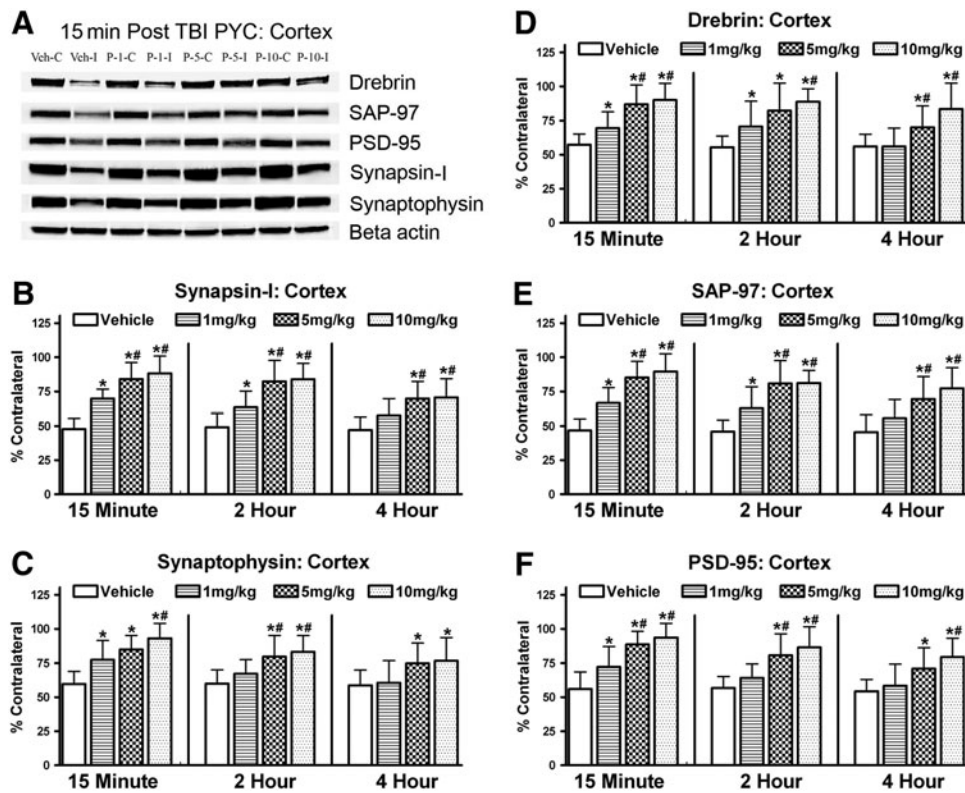 A
15 min Post TBI PYC: Cortex
Veh-C Veh-I P-1-C P-1-I P-5-C P-5-I P-10-C P-10-I
Drebrin
SAP-97
PSD-95
Synapsin-I
Synaptophysin
Beta actin
B
Synapsin-I: Cortex
Vehicle 1mg/kg 5mg/kg 10mg/kg
% Contralateral
125
100
75
50
25
0
* *# *#
* *# *#
*# *#
15 Minute 2 Hour 4 Hour
C
Synaptophysin: Cortex
Vehicle 1mg/kg 5mg/kg 10mg/kg
% Contralateral
125
100
75
50
25
0
* * *#
*# *#
* *
15 Minute 2 Hour 4 Hour
D
Drebrin: Cortex
Vehicle 1mg/kg 5mg/kg 10mg/kg
% Contralateral
125
100
75
50
25
0
* *# *#
* * *#
*# *#
15 Minute 2 Hour 4 Hour
E
SAP-97: Cortex
Vehicle 1mg/kg 5mg/kg 10mg/kg
% Contralateral
125
100
75
50
25
0
* *# *#
* *# *#
*# *#
15 Minute 2 Hour 4 Hour
F
PSD-95: Cortex
Vehicle 1mg/kg 5mg/kg 10mg/kg
% Contralateral
125
100
75
50
25
0
* *# *#
*# *#
* *#
15 Minute 2 Hour 4 Hour